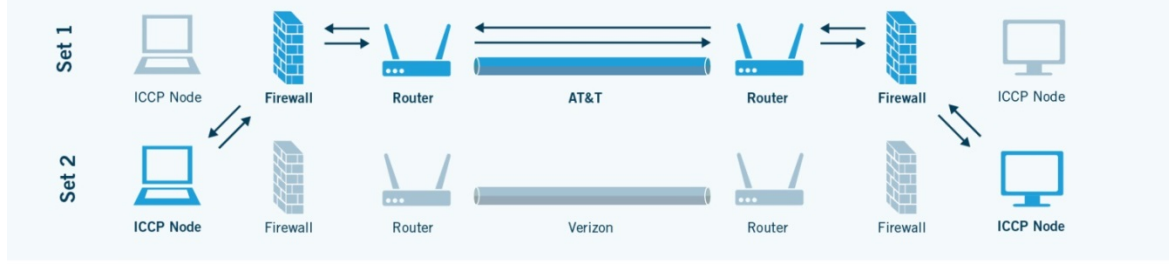 Set 1
ICCP Node Firewall Router AT&T Router Firewall ICCP Node
Set 2
ICCP Node Firewall Router Verizon Router Firewall ICCP Node